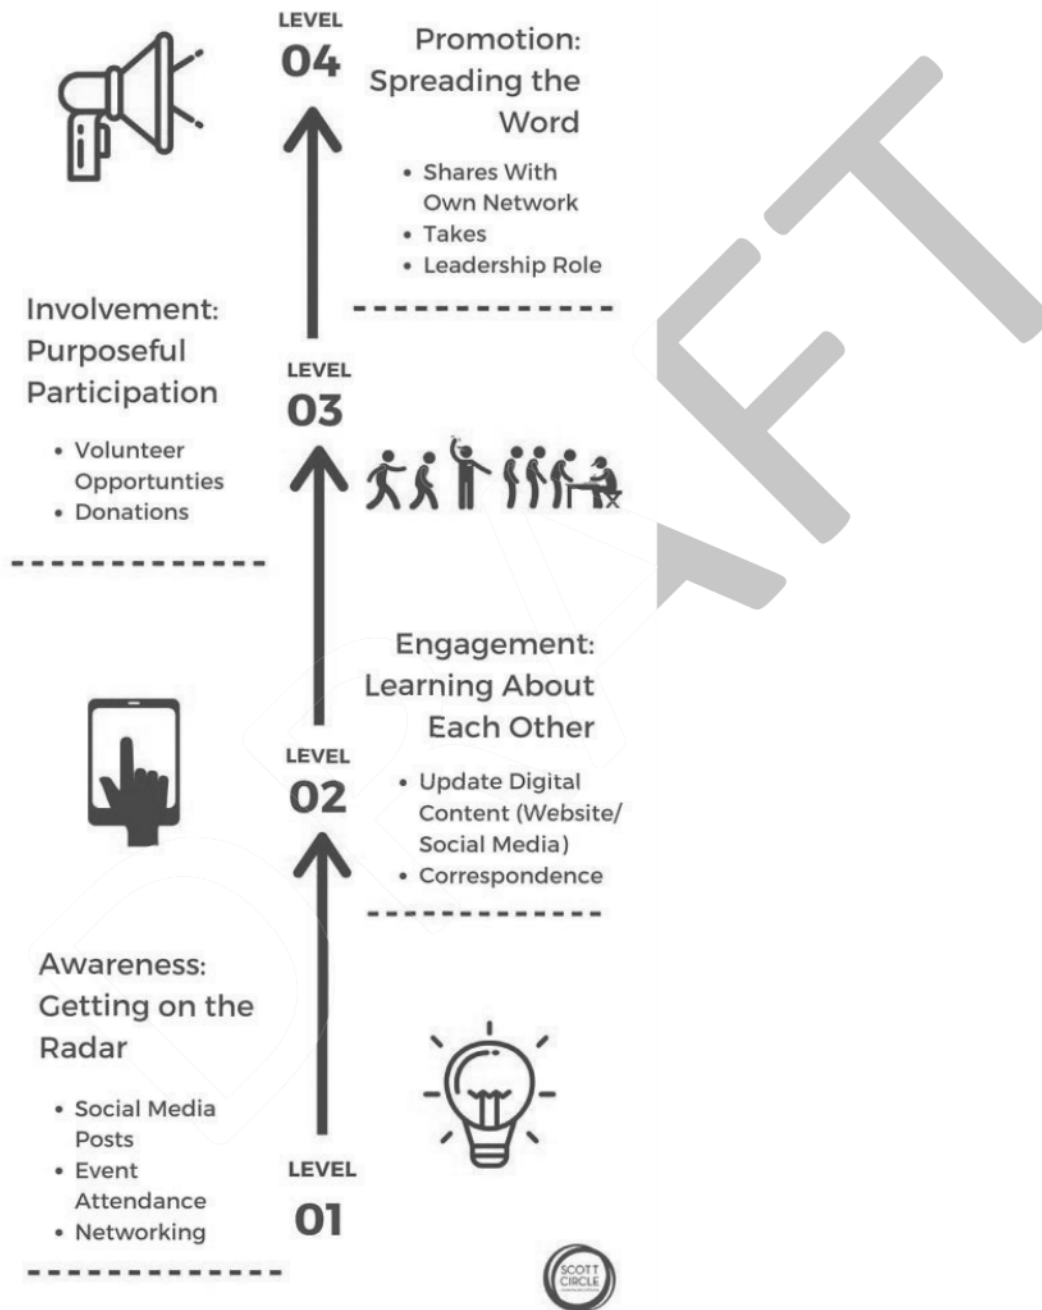 LEVEL
04
Promotion:
Spreading the
Word
• Shares With
Own Network
• Takes
• Leadership Role
Involvement:
Purposeful
Participation
• Volunteer
Opportunties
• Donations
LEVEL
03
Engagement:
Learning About
Each Other
• Update Digital
Content (Website/
Social Media)
• Correspondence
LEVEL
02
Awareness:
Getting on the
Radar
• Social Media
Posts
• Event
Attendance
• Networking
LEVEL
01
SCOTT
CIRCLE
DRAFT